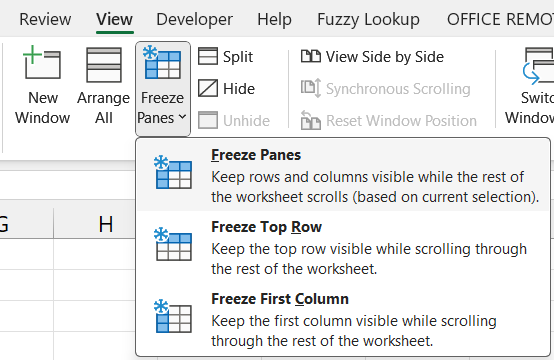 Review View Developer Help Fuzzy Lookup OFFICE REMO
New Window
Arrange All
Freeze Panes
Split
Hide
Unhide
View Side by Side
Synchronous Scrolling
Reset Window Position
Switc
Window
Freeze Panes
Keep rows and columns visible while the rest of
the worksheet scrolls (based on current selection).
Freeze Top Row
Keep the top row visible while scrolling through
the rest of the worksheet.
Freeze First Column
Keep the first column visible while scrolling
through the rest of the worksheet.
G H